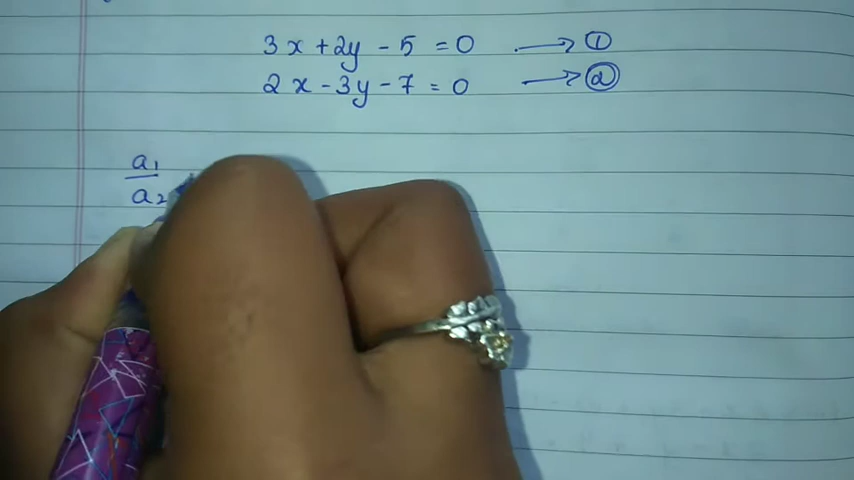 3x + 2y - 5 = 0 → ①
2x - 3y - 7 = 0 → ②
a₁
a₂